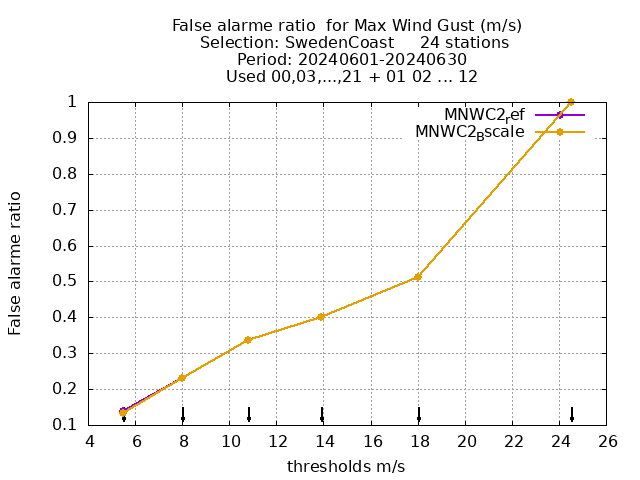 False alarme ratio  for Max Wind Gust (m/s)
Selection: SwedenCoast     24 stations
Period: 20240601-20240630
Used 00,03,...,21 + 01 02 ... 12
MNWC2ref
MNWC2Bscale
1
0.9
0.8
0.7
0.6
0.5
0.4
0.3
0.2
0.1
False alarme ratio
4 6 8 10 12 14 16 18 20 22 24 26
thresholds m/s